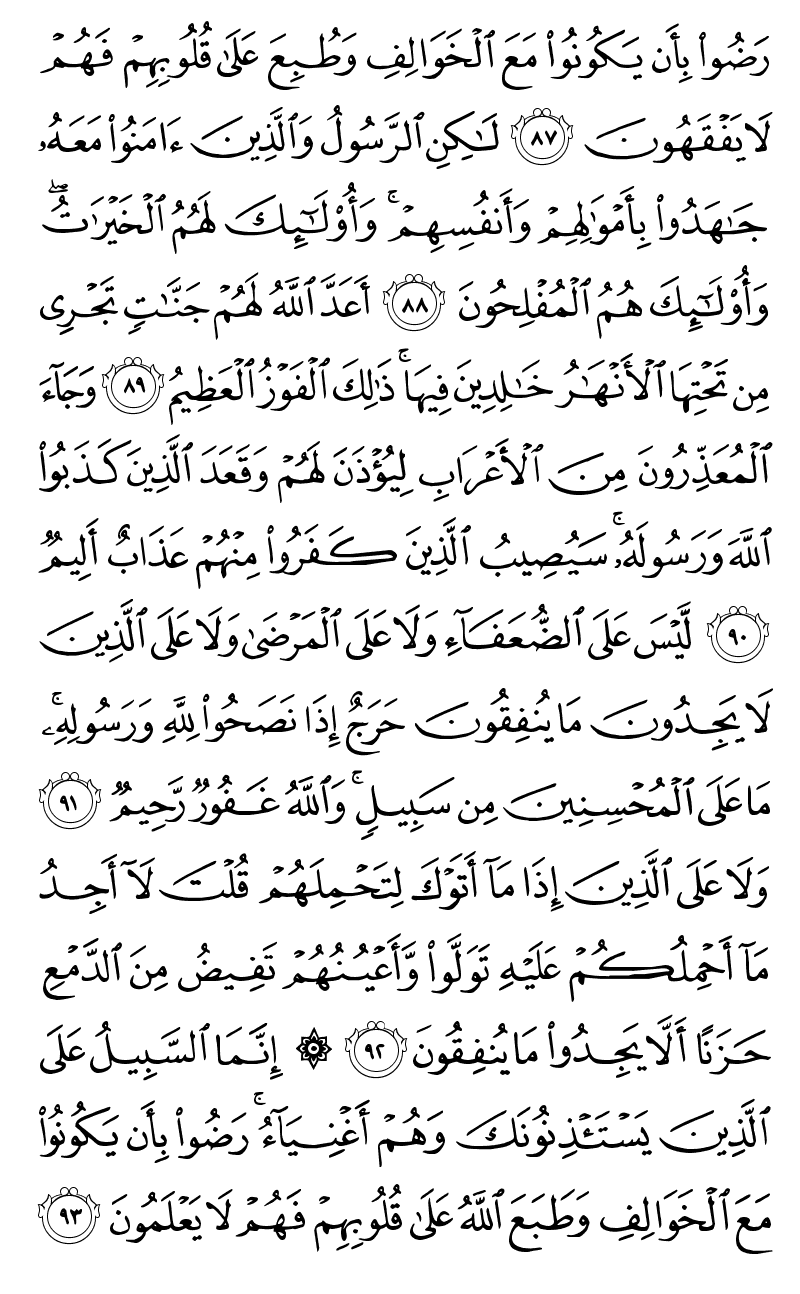 رَضُوا۟ بِأَن يَكُونُوا۟ مَعَ ٱلْخَوَالِفِ وَطُبِعَ عَلَىٰ قُلُوبِهِمْ فَهُمْ
لَا يَفْقَهُونَ ٨٧ لَـٰكِنِ ٱلرَّسُولُ وَٱلَّذِينَ ءَامَنُوا۟ مَعَهُۥ
جَـٰهَدُوا۟ بِأَمْوَٰلِهِمْ وَأَنفُسِهِمْ ۚ وَأُو۟لَـٰٓئِكَ لَهُمُ ٱلْخَيْرَٰتُ ۖ
وَأُو۟لَـٰٓئِكَ هُمُ ٱلْمُفْلِحُونَ ٨٨ أَعَدَّ ٱللَّهُ لَهُمْ جَنَّـٰتٍ تَجْرِى
مِن تَحْتِهَا ٱلْأَنْهَـٰرُ خَـٰلِدِينَ فِيهَا ۚ ذَٰلِكَ ٱلْفَوْزُ ٱلْعَظِيمُ ٨٩ وَجَآءَ
ٱلْمُعَذِّرُونَ مِنَ ٱلْأَعْرَابِ لِيُؤْذَنَ لَهُمْ وَقَعَدَ ٱلَّذِينَ كَذَبُوا۟
ٱللَّهَ وَرَسُولَهُۥ ۚ سَيُصِيبُ ٱلَّذِينَ كَفَرُوا۟ مِنْهُمْ عَذَابٌ أَلِيمٌ
٩٠ لَّيْسَ عَلَى ٱلضُّعَفَآءِ وَلَا عَلَى ٱلْمَرْضَىٰ وَلَا عَلَى ٱلَّذِينَ
لَا يَجِدُونَ مَا يُنفِقُونَ حَرَجٌ إِذَا نَصَحُوا۟ لِلَّهِ وَرَسُولِهِۦ ۚ
مَا عَلَى ٱلْمُحْسِنِينَ مِن سَبِيلٍ ۚ وَٱللَّهُ غَفُورٌ رَّحِيمٌ ٩١
وَلَا عَلَى ٱلَّذِينَ إِذَا مَآ أَتَوْكَ لِتَحْمِلَهُمْ قُلْتَ لَآ أَجِدُ
مَآ أَحْمِلُكُمْ عَلَيْهِ تَوَلَّوا۟ وَّأَعْيُنُهُمْ تَفِيضُ مِنَ ٱلدَّمْعِ
حَزَنًا أَلَّا يَجِدُوا۟ مَا يُنفِقُونَ ٩٢ ۞ إِنَّمَا ٱلسَّبِيلُ عَلَى
ٱلَّذِينَ يَسْتَـْٔذِنُونَكَ وَهُمْ أَغْنِيَآءُ ۚ رَضُوا۟ بِأَن يَكُونُوا۟
مَعَ ٱلْخَوَالِفِ وَطَبَعَ ٱللَّهُ عَلَىٰ قُلُوبِهِمْ فَهُمْ لَا يَعْلَمُونَ ٩٣